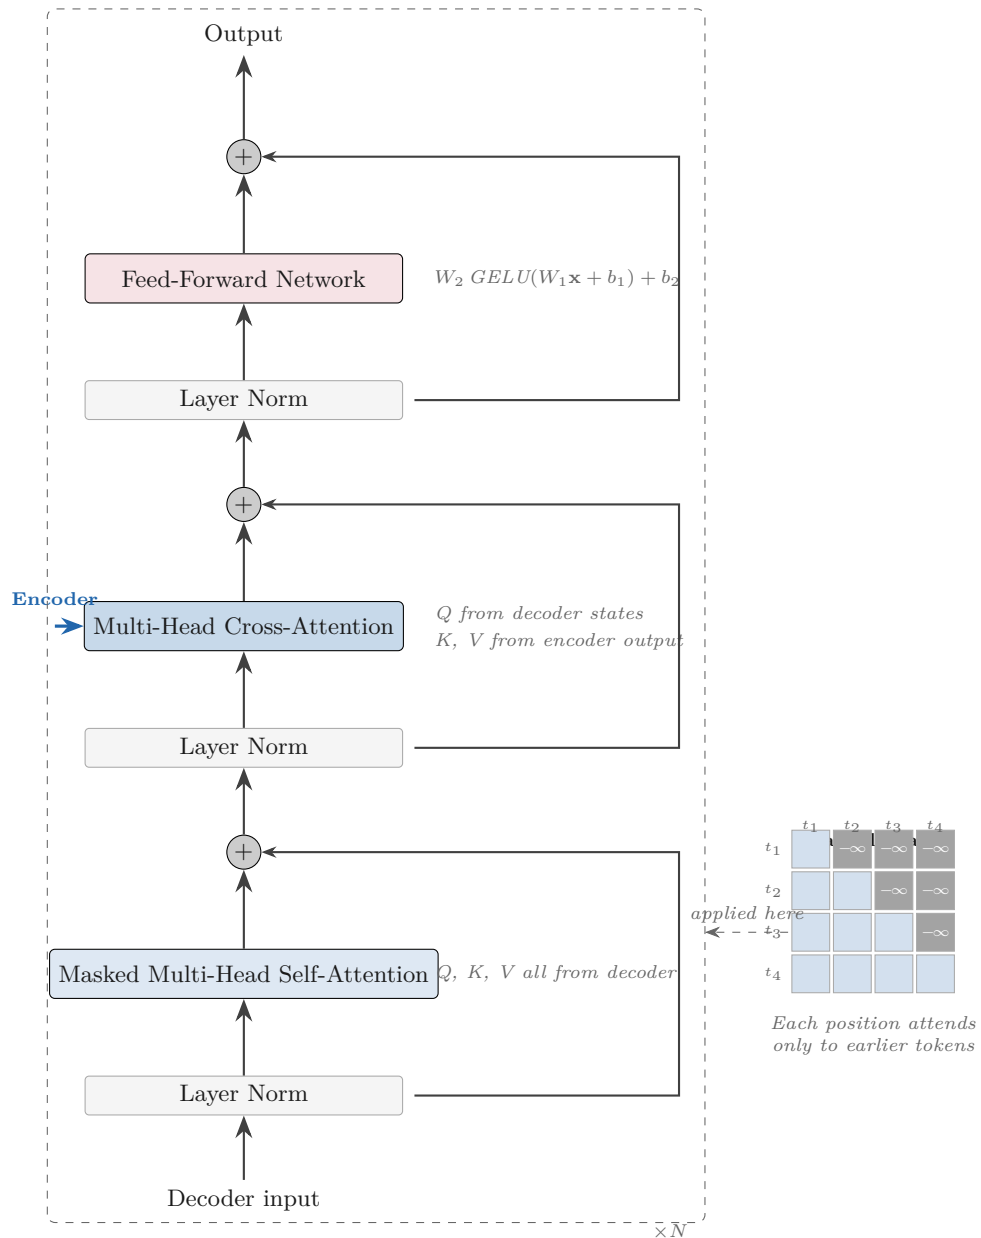 Output
+
Feed-Forward Network
W₂ GELU(W₁x + b₁) + b₂
Layer Norm
+
Encoder
Multi-Head Cross-Attention
Q from decoder states
K, V from encoder output
Layer Norm
+
t₁ t₂ t₃ t₄
t₁ −∞ −∞ −∞
t₂ −∞ −∞
applied here
t₃ −∞
t₄
Masked Multi-Head Self-Attention
Q, K, V all from decoder
Each position attends
only to earlier tokens
Layer Norm
Decoder input
×N